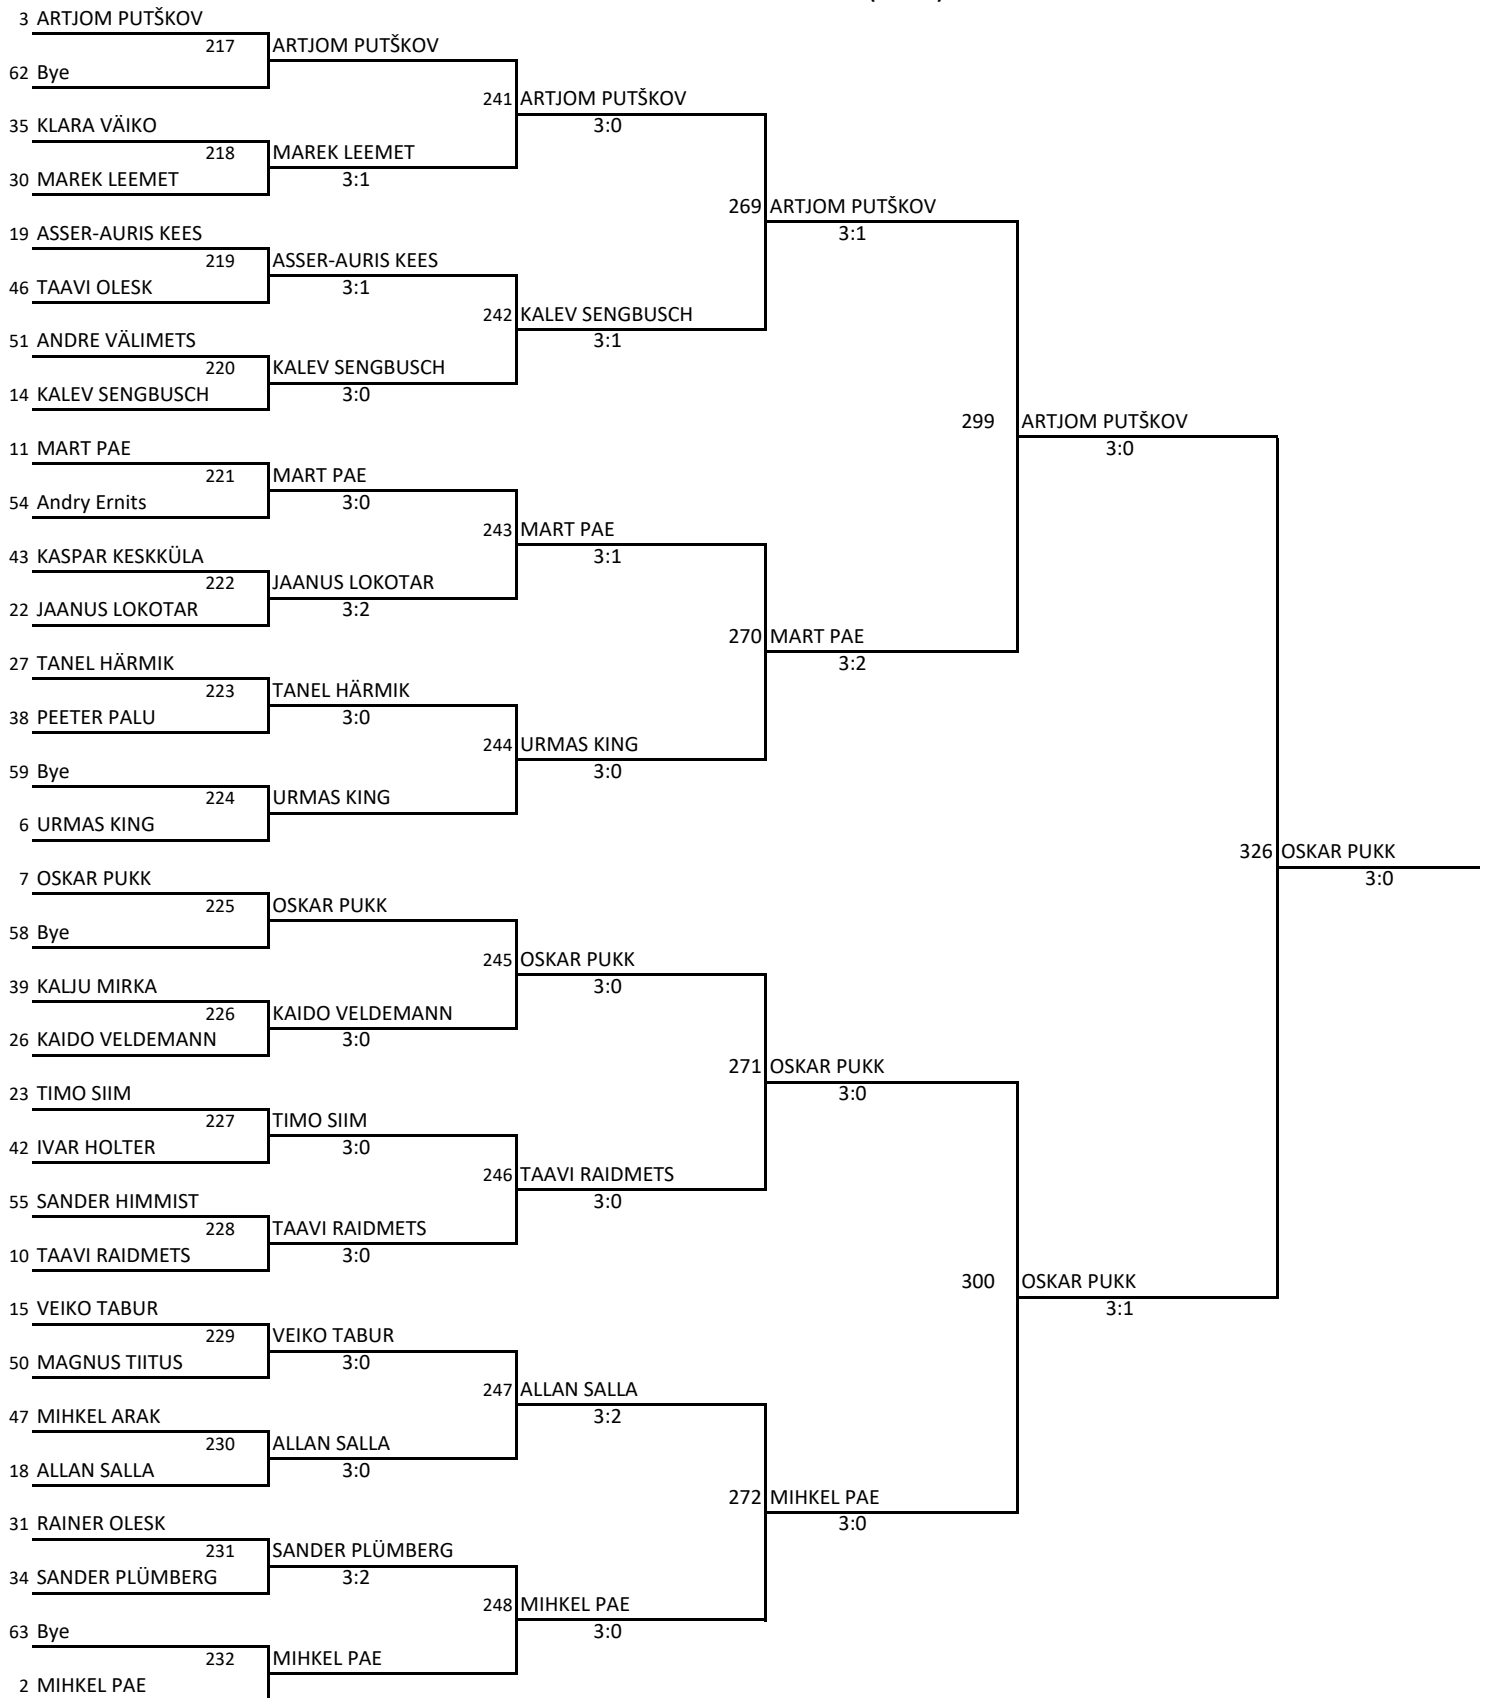 3 ARTJOM PUTŠKOV
217 ARTJOM PUTŠKOV
62 Bye
241 ARTJOM PUTŠKOV
3:0
35 KLARA VÄIKO
218 MAREK LEEMET
3:1
30 MAREK LEEMET
269 ARTJOM PUTŠKOV
3:1
19 ASSER-AURIS KEES
219 ASSER-AURIS KEES
3:1
46 TAAVI OLESK
242 KALEV SENGBUSCH
3:1
51 ANDRE VÄLIMETS
220 KALEV SENGBUSCH
3:0
14 KALEV SENGBUSCH
299 ARTJOM PUTŠKOV
3:0
11 MART PAE
221 MART PAE
3:0
54 Andry Ernits
243 MART PAE
3:1
43 KASPAR KESKKÜLA
222 JAANUS LOKOTAR
3:2
22 JAANUS LOKOTAR
270 MART PAE
3:2
27 TANEL HÄRMIK
223 TANEL HÄRMIK
3:0
38 PEETER PALU
244 URMAS KING
3:0
59 Bye
224 URMAS KING
6 URMAS KING
326 OSKAR PUKK
3:0
7 OSKAR PUKK
225 OSKAR PUKK
58 Bye
245 OSKAR PUKK
3:0
39 KALJU MIRKA
226 KAIDO VELDEMANN
3:0
26 KAIDO VELDEMANN
271 OSKAR PUKK
3:0
23 TIMO SIIM
227 TIMO SIIM
3:0
42 IVAR HOLTER
246 TAAVI RAIDMETS
3:0
55 SANDER HIMMIST
228 TAAVI RAIDMETS
3:0
10 TAAVI RAIDMETS
300 OSKAR PUKK
3:1
15 VEIKO TABUR
229 VEIKO TABUR
3:0
50 MAGNUS TIITUS
247 ALLAN SALLA
3:2
47 MIHKEL ARAK
230 ALLAN SALLA
3:0
18 ALLAN SALLA
272 MIHKEL PAE
3:0
31 RAINER OLESK
231 SANDER PLÜMBERG
3:2
34 SANDER PLÜMBERG
248 MIHKEL PAE
3:0
63 Bye
232 MIHKEL PAE
2 MIHKEL PAE